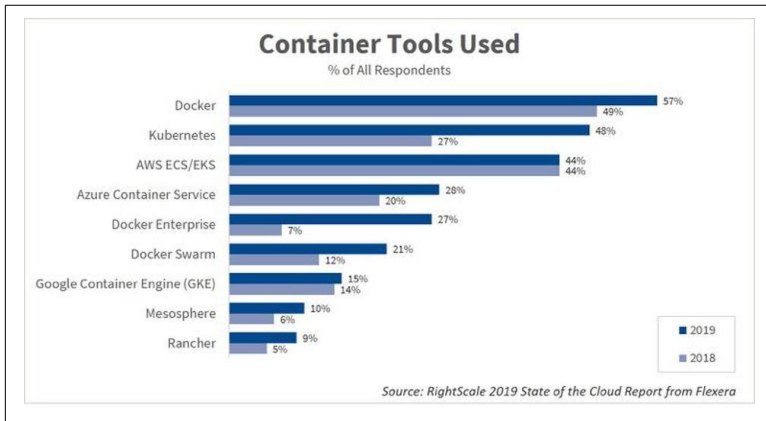 Container Tools Used
% of All Respondents
Docker
57%
49%
Kubernetes
48%
27%
AWS ECS/EKS
44%
44%
Azure Container Service
28%
20%
Docker Enterprise
27%
7%
Docker Swarm
21%
12%
Google Container Engine (GKE)
15%
14%
Mesosphere
10%
6%
Rancher
9%
5%
2019
2018
Source: RightScale 2019 State of the Cloud Report from Flexera